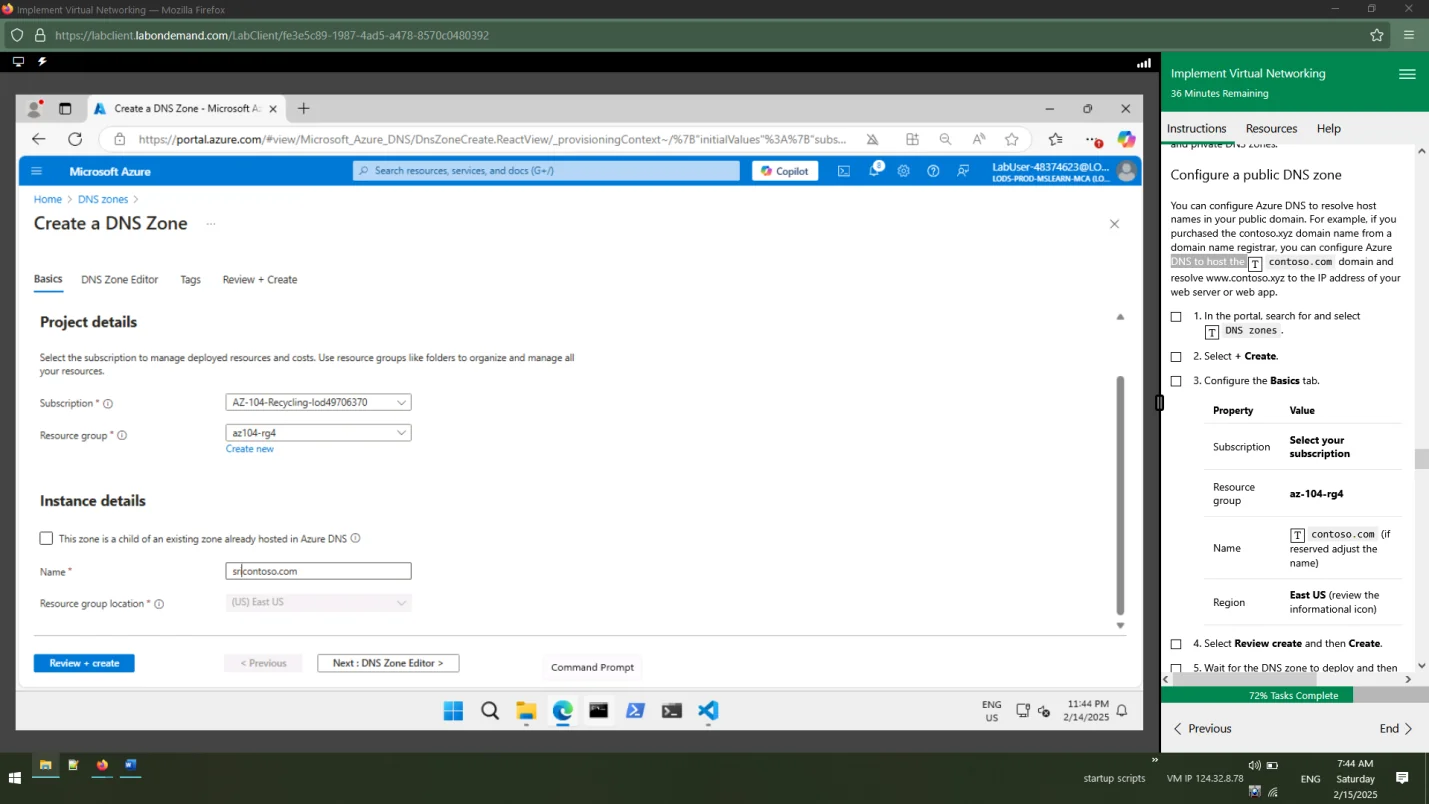 Implement Virtual Networking — Mozilla Firefox
https://labclient.labondemand.com/LabClient/fe3e5c89-1987-4ad5-a478-8570c0480392
Create a DNS Zone - Microsoft A
https://portal.azure.com/#view/Microsoft_Azure_DNS/DnsZoneCreate.ReactView/_provisioningContext~/%7B"initialValues"%3A%7B"subs...
Microsoft Azure
Search resources, services, and docs (G+/)
Copilot
8
LabUser-48374623@LO...
LODS-PROD-MSLEARN-MCA (LO...
Home > DNS zones >
Create a DNS Zone ...
Basics
DNS Zone Editor
Tags
Review + Create
Project details
Select the subscription to manage deployed resources and costs. Use resource groups like folders to organize and manage all
your resources.
Subscription *
AZ-104-Recycling-lod49706370
Resource group *
az104-rg4
Create new
Instance details
This zone is a child of an existing zone already hosted in Azure DNS
Name *
sricontoso.com
Resource group location *
(US) East US
Review + create
< Previous
Next : DNS Zone Editor >
Command Prompt
ENG
US
11:44 PM
2/14/2025
Implement Virtual Networking
36 Minutes Remaining
Instructions
Resources
Help
and private DNS zones.
Configure a public DNS zone
You can configure Azure DNS to resolve host
names in your public domain. For example, if you
purchased the contoso.xyz domain name from a
domain name registrar, you can configure Azure
DNS to host the T contoso.com domain and
resolve www.contoso.xyz to the IP address of your
web server or web app.
1. In the portal, search for and select
T DNS zones.
2. Select + Create.
3. Configure the Basics tab.
Property Value
Subscription Select your
subscription
Resource
group az-104-rg4
Name T contoso.com (if
reserved adjust the
name)
Region East US (review the
informational icon)
4. Select Review create and then Create.
5. Wait for the DNS zone to deploy and then
72% Tasks Complete
< Previous
End >
startup scripts
VM IP 124.32.8.78
ENG
7:44 AM
Saturday
2/15/2025